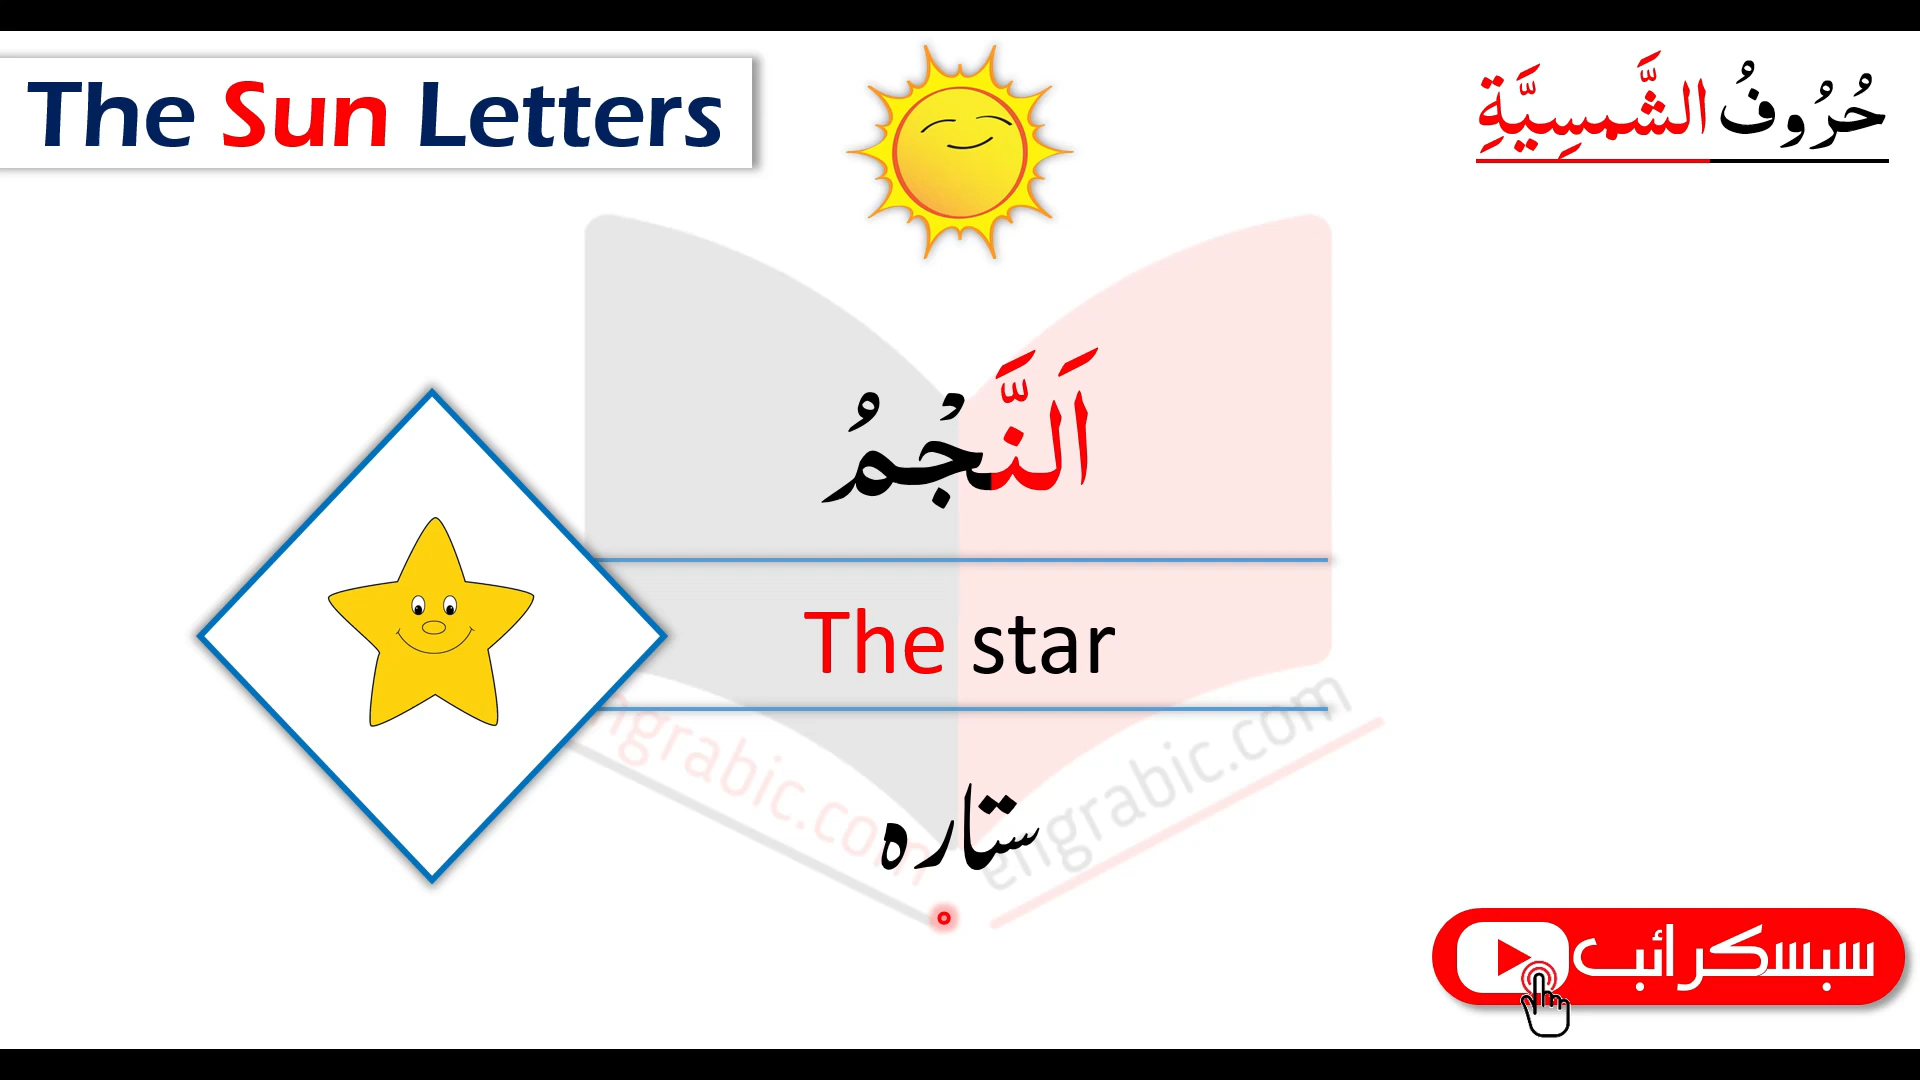 The Sun Letters
حُرُوفُ الشَّمسِیَّةِ
اَلنَّجْمُ
The star
ستارہ
engrabic.com
engrabic.com
سبسکرائب